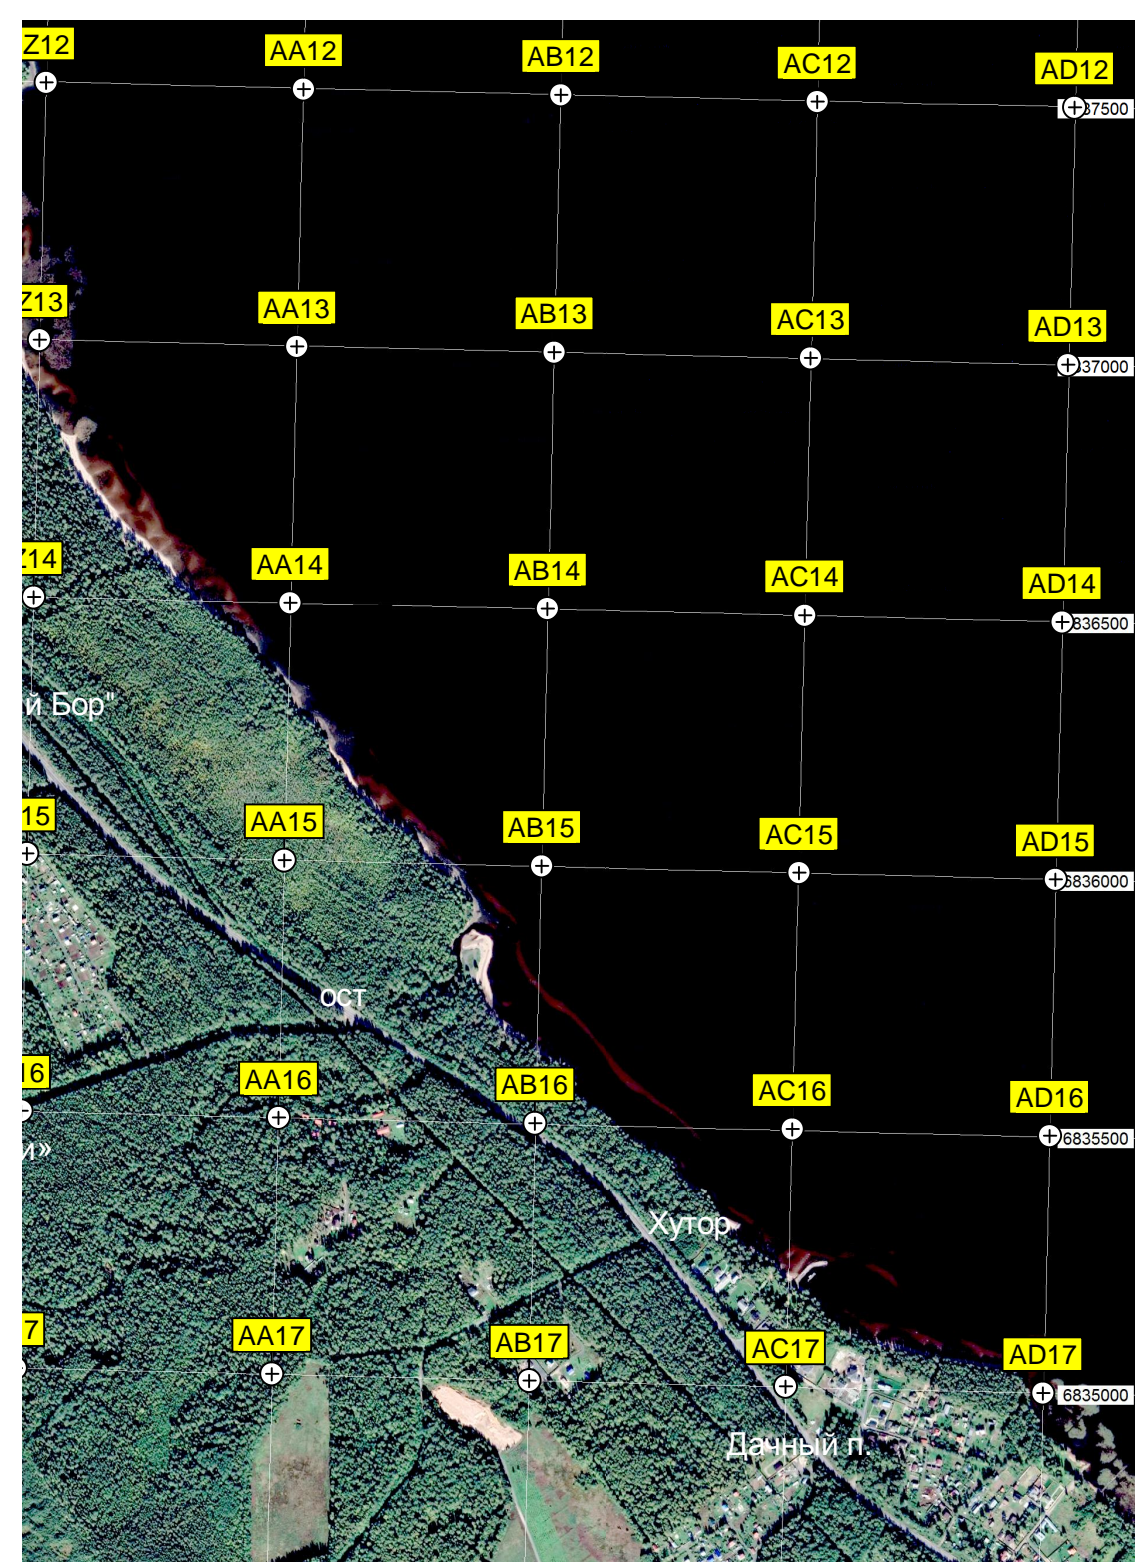 Z12
AA12
AB12
AC12
AD12
37500
Z13
AA13
AB13
AC13
AD13
37000
Z14
AA14
AB14
AC14
AD14
836500
й Бор"
15
AA15
AB15
AC15
AD15
6836000
ост
16
AA16
AB16
AC16
AD16
6835500
и»
Хутор
7
AA17
AB17
AC17
AD17
6835000
Дачный п.